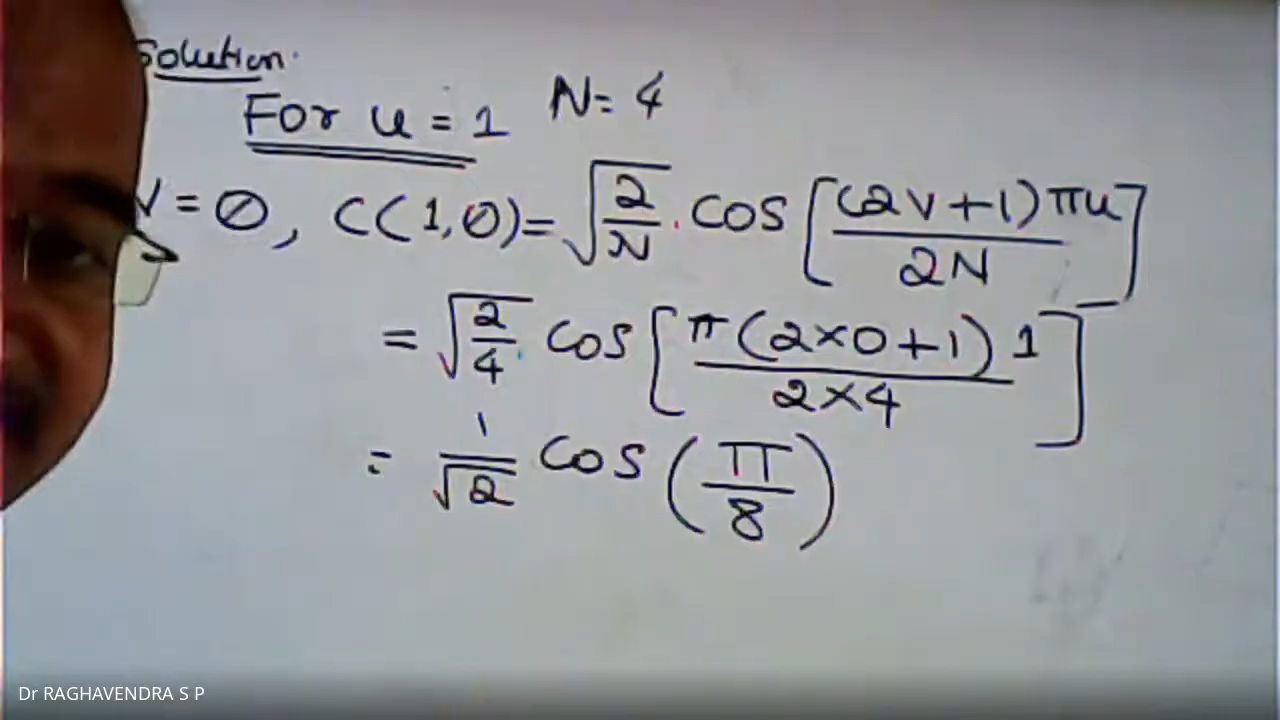 Solution.
For u = 1 N = 4
V = 0, C(1,0) = √(2/N) . cos [(2v+1)πu / 2N]
= √(2/4) cos [π(2×0+1) 1 / 2×4]
= 1/√2 cos (π/8)
Dr RAGHAVENDRA S P